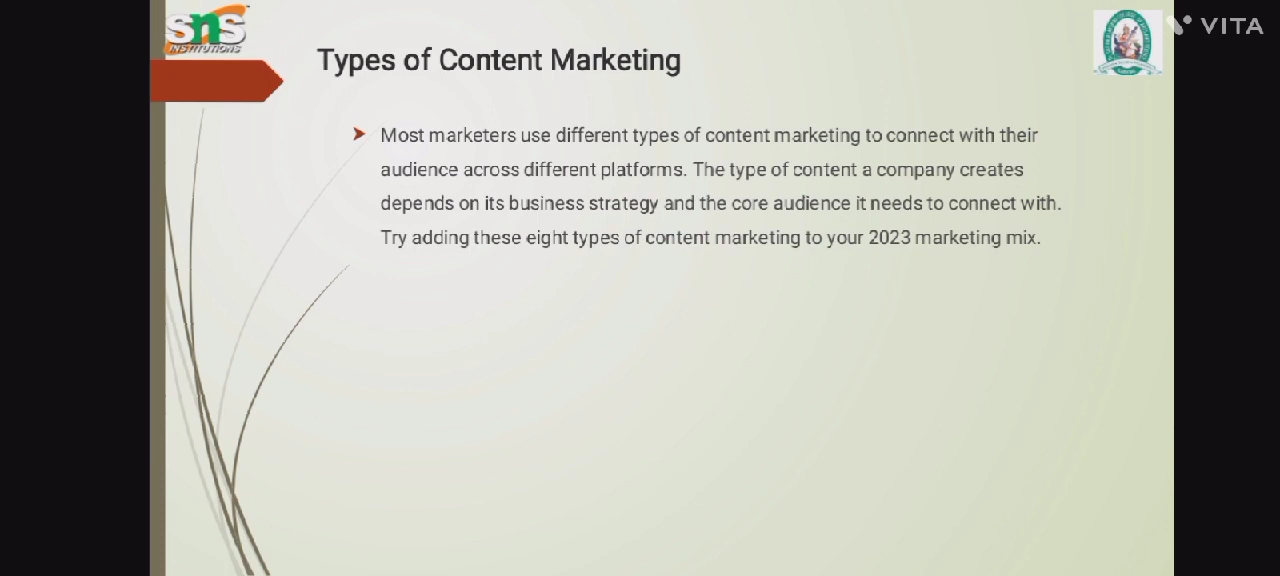 SNS
INSTITUTIONS
VITA
Types of Content Marketing
Most marketers use different types of content marketing to connect with their
audience across different platforms. The type of content a company creates
depends on its business strategy and the core audience it needs to connect with.
Try adding these eight types of content marketing to your 2023 marketing mix.